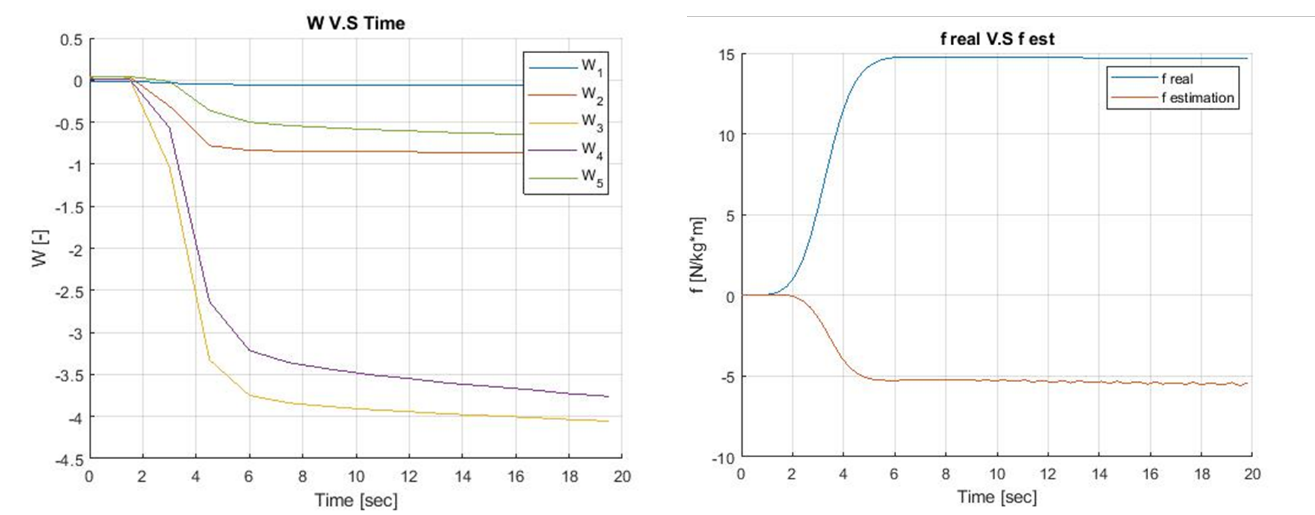 W V.S Time
0.5
0
-0.5
-1
-1.5
-2
-2.5
-3
-3.5
-4
-4.5
W [-]
0 2 4 6 8 10 12 14 16 18 20
Time [sec]
W1
W2
W3
W4
W5
f real V.S f est
15
10
5
0
-5
-10
f [N/kg*m]
0 2 4 6 8 10 12 14 16 18 20
Time [sec]
f real
f estimation